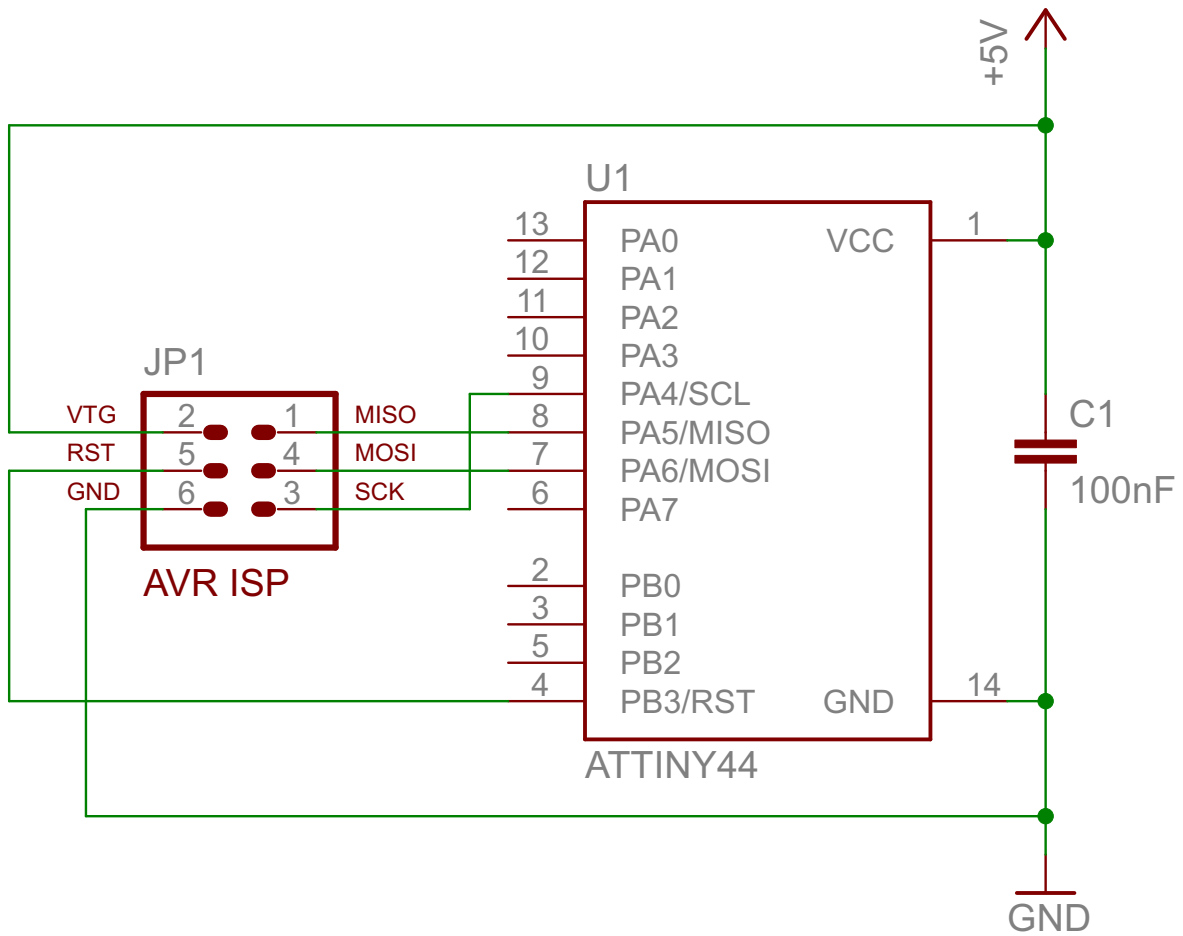 +5V
U1
13 PA0 VCC 1
12 PA1
11 PA2
10 PA3
JP1
9 PA4/SCL
C1
VTG 2 1 MISO 8 PA5/MISO
RST 5 4 MOSI 7 PA6/MOSI
100nF
GND 6 3 SCK 6 PA7
AVR ISP
2 PB0
3 PB1
5 PB2
4 PB3/RST GND 14
ATTINY44
GND